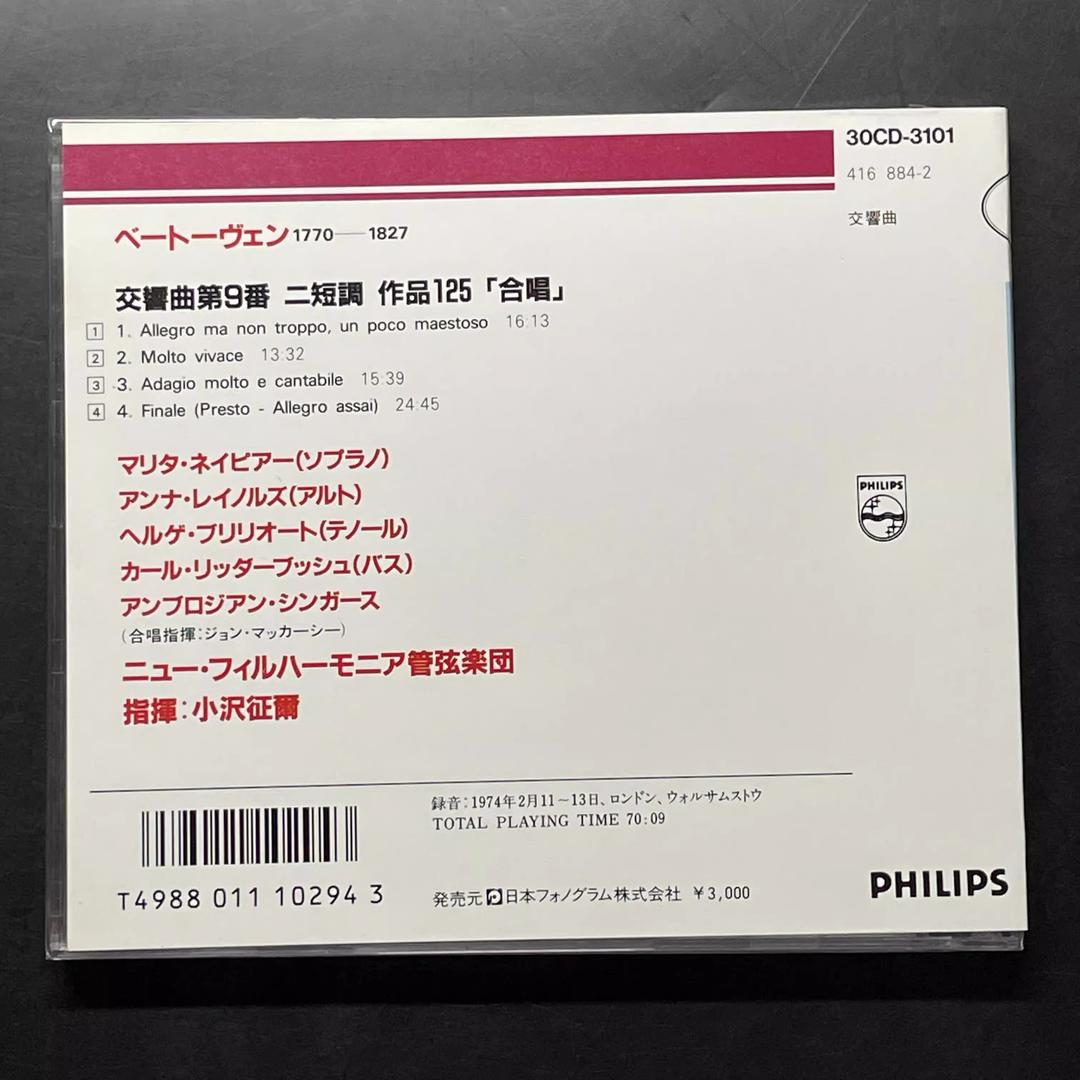 30CD-3101
416 884-2
交響曲
ベートーヴェン 1770—1827
交響曲第9番 ニ短調 作品125「合唱」
1 1. Allegro ma non troppo, un poco maestoso 16:13
2 2. Molto vivace 13:32
3 3. Adagio molto e cantabile 15:39
4 4. Finale (Presto - Allegro assai) 24:45
マリタ・ネイピアー(ソプラノ)
アンナ・レイノルズ(アルト)
ヘルゲ・ブリリオート(テノール)
カール・リッダーブッシュ(バス)
アンブロジアン・シンガース
(合唱指揮:ジョン・マッカーシー)
ニュー・フィルハーモニア管弦楽団
指揮:小沢征爾
PHILIPS
録音:1974年2月11~13日、ロンドン、ウォルサムストウ
TOTAL PLAYING TIME 70:09
T4988 011 10294 3
発売元 日本フォノグラム株式会社 ¥3,000
PHILIPS